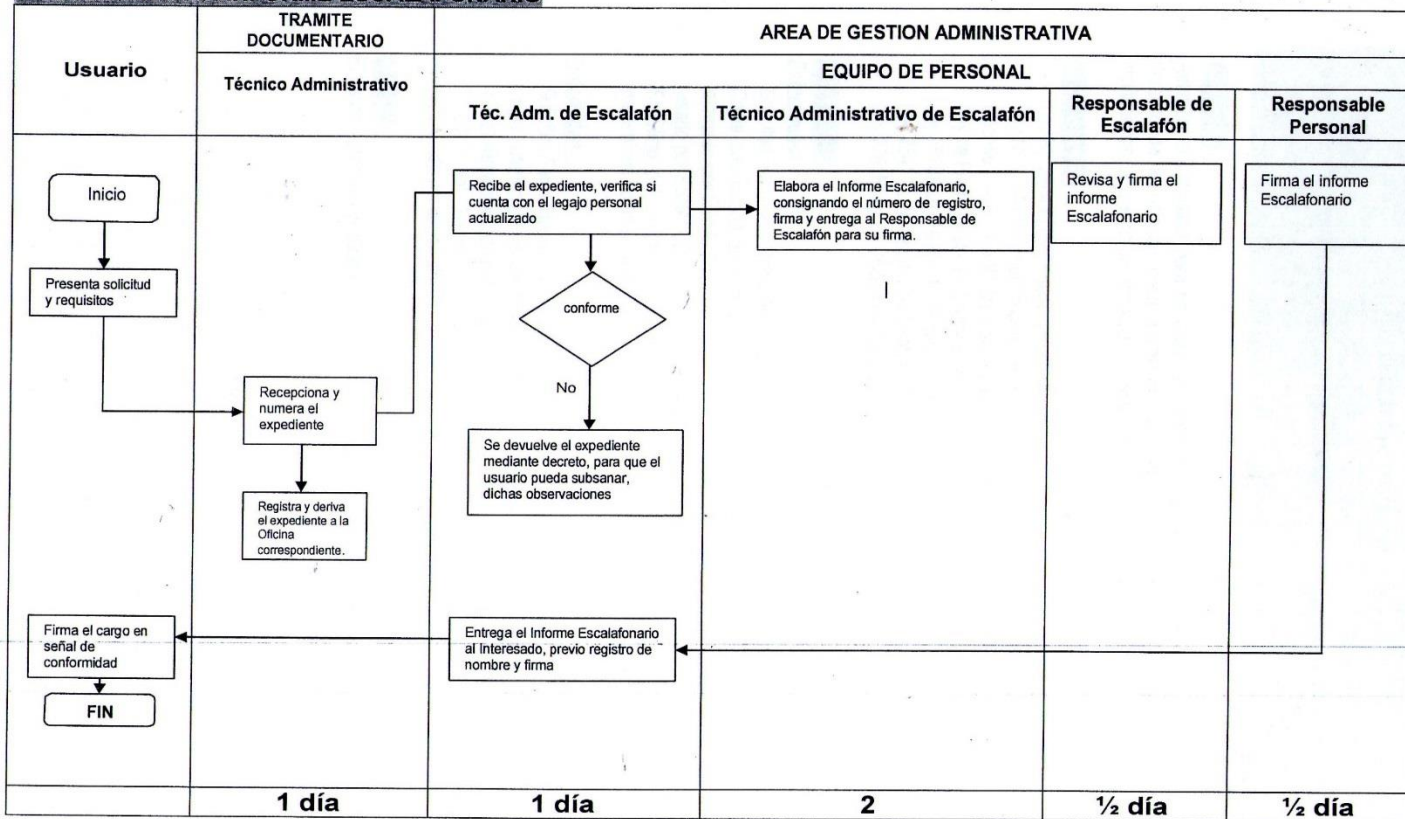 Usuario
TRAMITE
DOCUMENTARIO
Técnico Administrativo
AREA DE GESTION ADMINISTRATIVA
EQUIPO DE PERSONAL
Téc. Adm. de Escalafón
Técnico Administrativo de Escalafón
Responsable de
Escalafón
Responsable
Personal
Inicio
Presenta solicitud
y requisitos
Recepciona y
numera el
expediente
Registra y deriva
el expediente a la
Oficina
correspondiente.
Recibe el expediente, verifica si
cuenta con el legajo personal
actualizado
conforme
No
Se devuelve el expediente
mediante decreto, para que el
usuario pueda subsanar,
dichas observaciones
Elabora el Informe Escalafonario,
consignando el número de registro,
firma y entrega al Responsable de
Escalafón para su firma.
Revisa y firma el
informe
Escalafonario
Firma el informe
Escalafonario
Entrega el Informe Escalafonario
al Interesado, previo registro de
nombre y firma
Firma el cargo en
señal de
conformidad
FIN
1 día
1 día
2
½ día
½ día